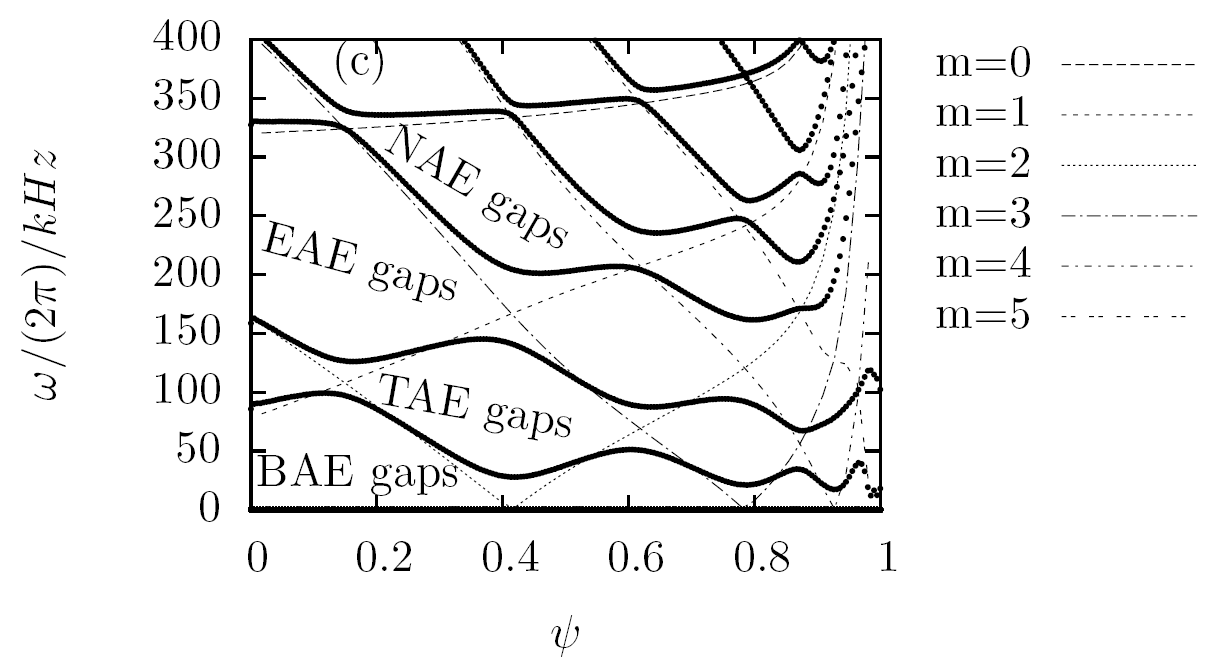 (c)
400
350
300
250
200
150
100
50
0
ω/(2π)/kHz
NAE gaps
EAE gaps
TAE gaps
BAE gaps
0 0.2 0.4 0.6 0.8 1
ψ
m=0
m=1
m=2
m=3
m=4
m=5